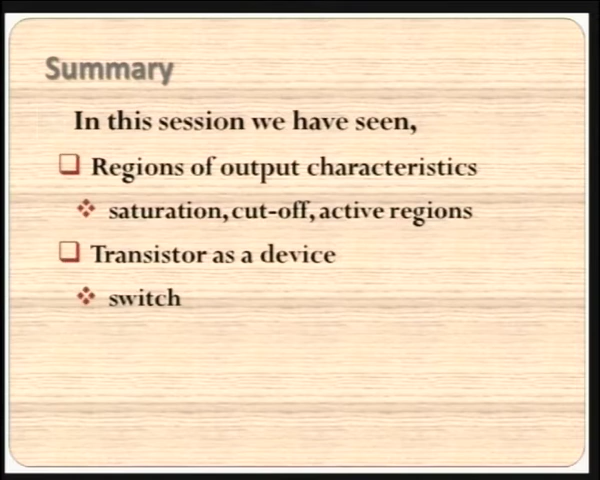 Summary
In this session we have seen,
Regions of output characteristics
saturation, cut-off, active regions
Transistor as a device
switch